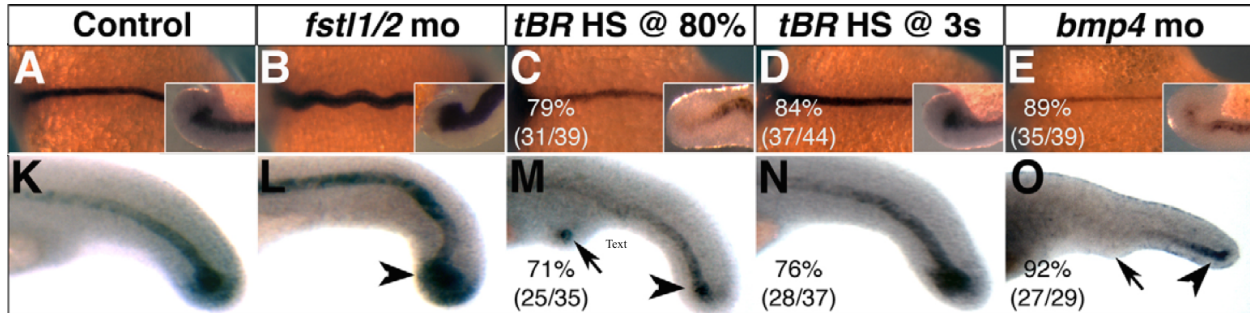 Control
fstl1/2 mo
tBR HS @ 80%
tBR HS @ 3s
bmp4 mo
A
B
C
79%
(31/39)
D
84%
(37/44)
E
89%
(35/39)
K
L
M
Text
71%
(25/35)
N
76%
(28/37)
O
92%
(27/29)